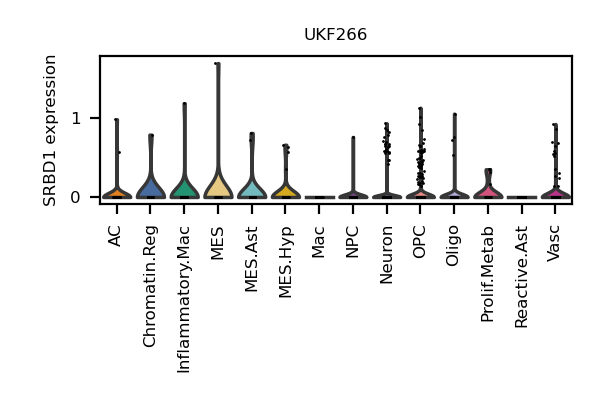 UKF266
SRBD1 expression
1
0
AC
Chromatin.Reg
Inflammatory.Mac
MES
MES.Ast
MES.Hyp
Mac
NPC
Neuron
OPC
Oligo
Prolif.Metab
Reactive.Ast
Vasc